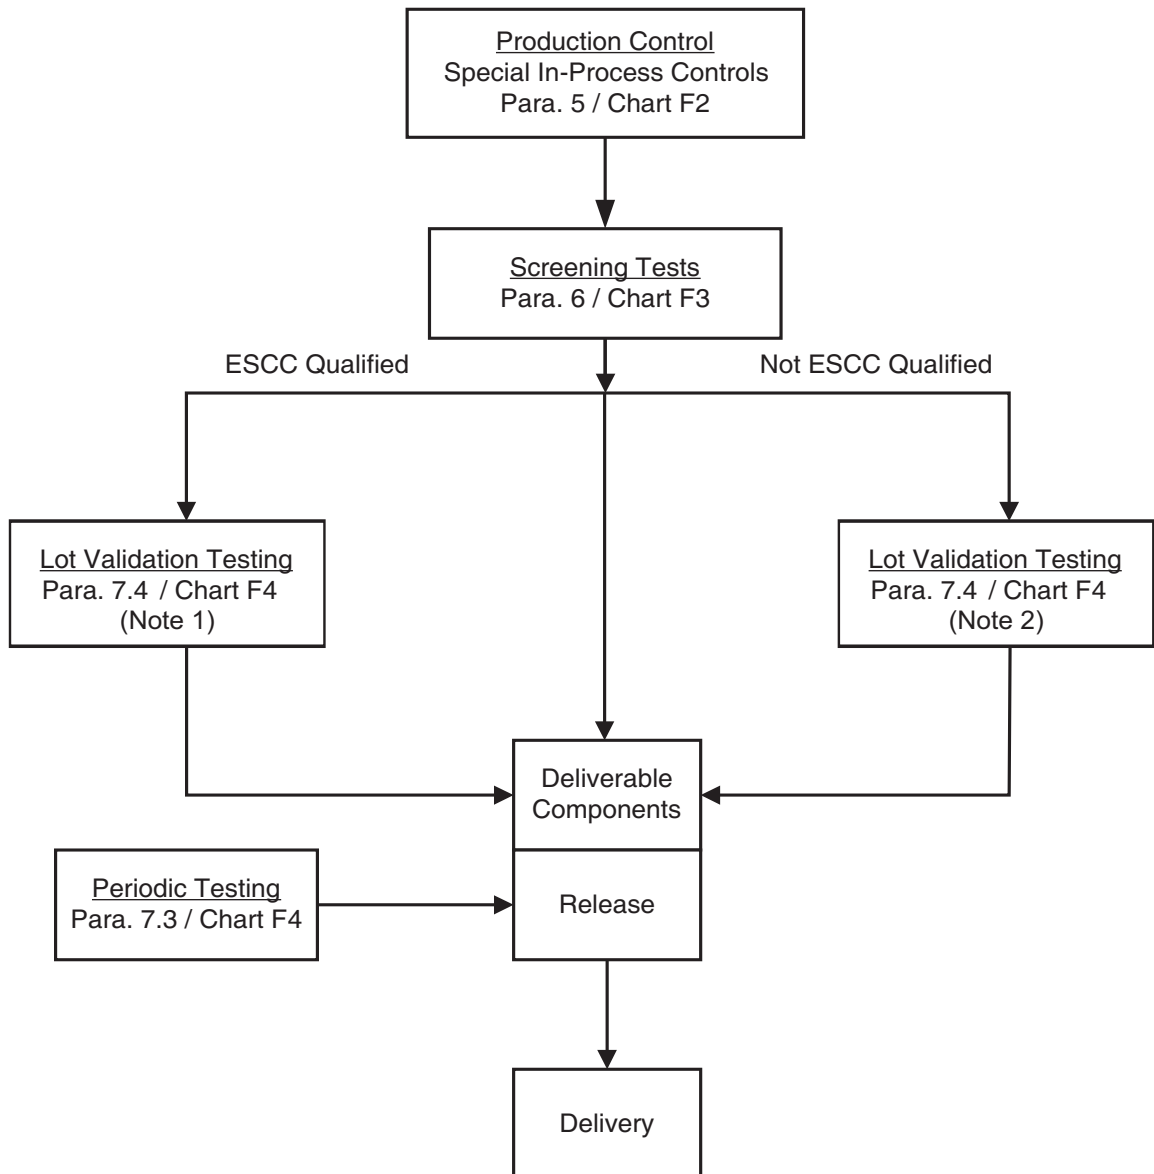 Production Control
Special In-Process Controls
Para. 5 / Chart F2
Screening Tests
Para. 6 / Chart F3
ESCC Qualified
Not ESCC Qualified
Lot Validation Testing
Para. 7.4 / Chart F4
(Note 1)
Lot Validation Testing
Para. 7.4 / Chart F4
(Note 2)
Deliverable
Components
Periodic Testing
Para. 7.3 / Chart F4
Release
Delivery